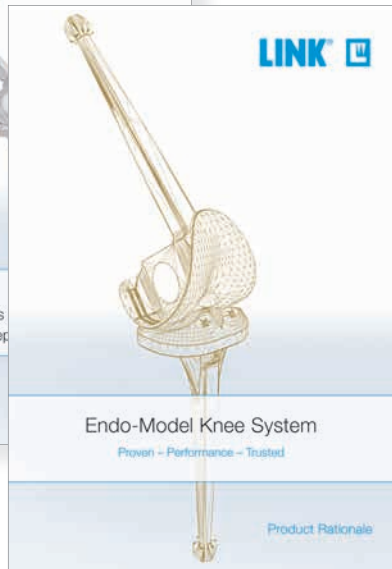 LINK®
Endo-Model Knee System
Proven – Performance – Trusted
Product Rationale